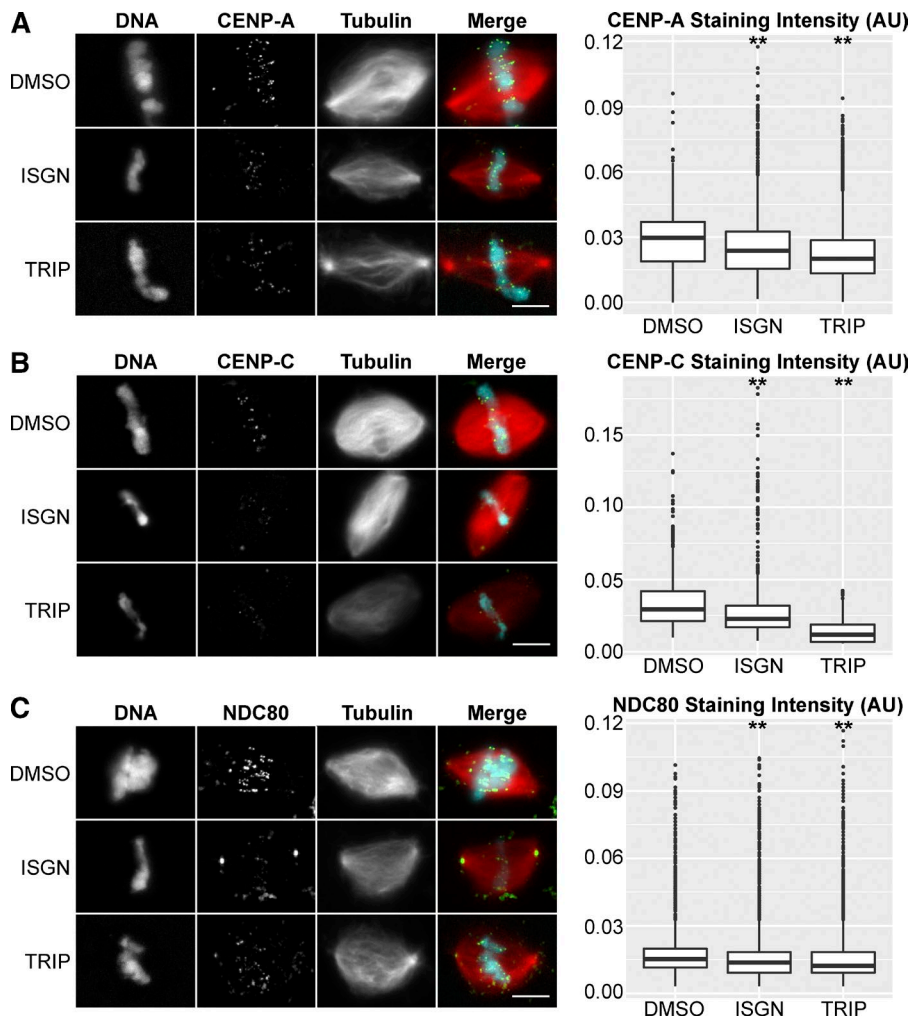 A DNA CENP-A Tubulin Merge CENP-A Staining Intensity (AU)
DMSO
ISGN
TRIP
** **
0.12
0.09
0.06
0.03
0.00
DMSO ISGN TRIP
B DNA CENP-C Tubulin Merge CENP-C Staining Intensity (AU)
DMSO
ISGN
TRIP
** **
0.15
0.10
0.05
0.00
DMSO ISGN TRIP
C DNA NDC80 Tubulin Merge NDC80 Staining Intensity (AU)
DMSO
ISGN
TRIP
** **
0.12
0.09
0.06
0.03
0.00
DMSO ISGN TRIP